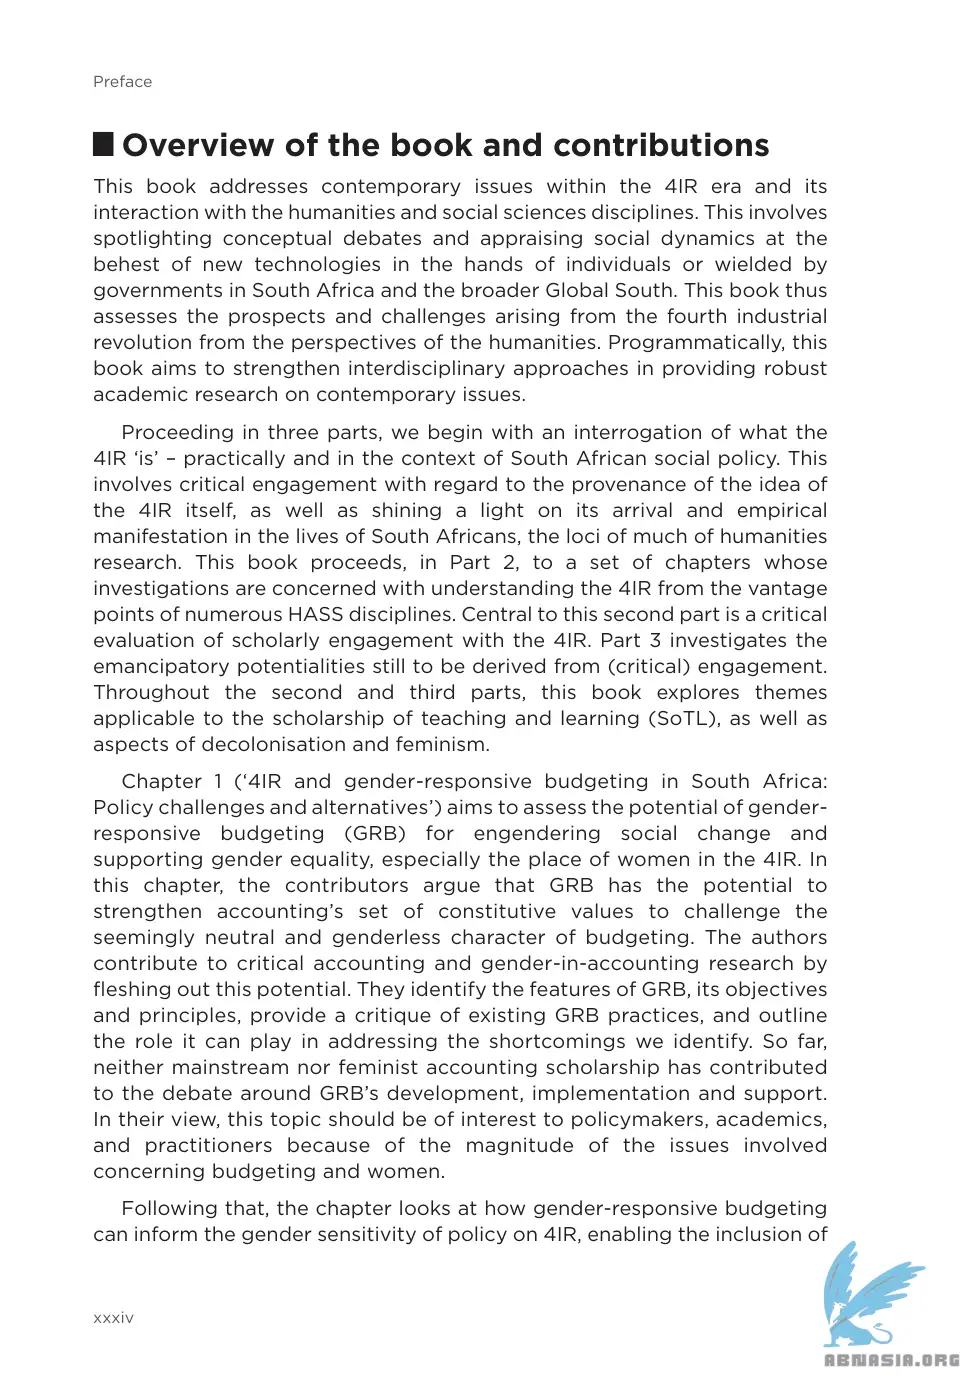 Preface
Overview of the book and contributions
This book addresses contemporary issues within the 4IR era and its
interaction with the humanities and social sciences disciplines. This involves
spotlighting conceptual debates and appraising social dynamics at the
behest of new technologies in the hands of individuals or wielded by
governments in South Africa and the broader Global South. This book thus
assesses the prospects and challenges arising from the fourth industrial
revolution from the perspectives of the humanities. Programmatically, this
book aims to strengthen interdisciplinary approaches in providing robust
academic research on contemporary issues.
Proceeding in three parts, we begin with an interrogation of what the
4IR ‘is’ – practically and in the context of South African social policy. This
involves critical engagement with regard to the provenance of the idea of
the 4IR itself, as well as shining a light on its arrival and empirical
manifestation in the lives of South Africans, the loci of much of humanities
research. This book proceeds, in Part 2, to a set of chapters whose
investigations are concerned with understanding the 4IR from the vantage
points of numerous HASS disciplines. Central to this second part is a critical
evaluation of scholarly engagement with the 4IR. Part 3 investigates the
emancipatory potentialities still to be derived from (critical) engagement.
Throughout the second and third parts, this book explores themes
applicable to the scholarship of teaching and learning (SoTL), as well as
aspects of decolonisation and feminism.
Chapter 1 (‘4IR and gender-responsive budgeting in South Africa:
Policy challenges and alternatives’) aims to assess the potential of gender-
responsive budgeting (GRB) for engendering social change and
supporting gender equality, especially the place of women in the 4IR. In
this chapter, the contributors argue that GRB has the potential to
strengthen accounting’s set of constitutive values to challenge the
seemingly neutral and genderless character of budgeting. The authors
contribute to critical accounting and gender-in-accounting research by
fleshing out this potential. They identify the features of GRB, its objectives
and principles, provide a critique of existing GRB practices, and outline
the role it can play in addressing the shortcomings we identify. So far,
neither mainstream nor feminist accounting scholarship has contributed
to the debate around GRB’s development, implementation and support.
In their view, this topic should be of interest to policymakers, academics,
and practitioners because of the magnitude of the issues involved
concerning budgeting and women.
Following that, the chapter looks at how gender-responsive budgeting
can inform the gender sensitivity of policy on 4IR, enabling the inclusion of
xxxiv
ABNASIA.ORG